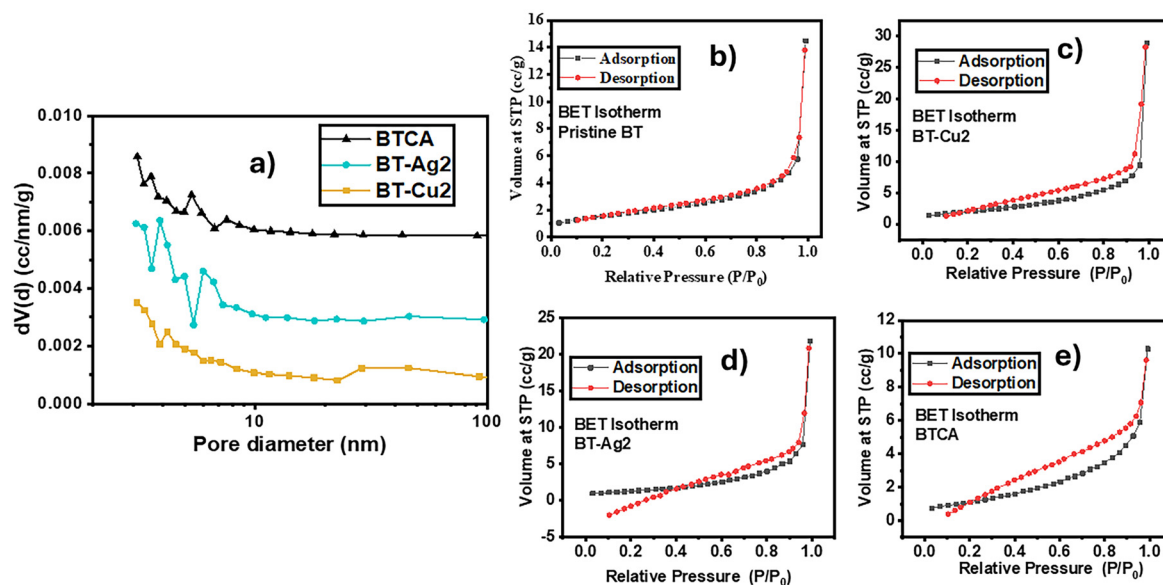 a)
BTCA
BT-Ag2
BT-Cu2
dV(d) (cc/nm/g)
0.010
0.008
0.006
0.004
0.002
0.000
10
100
Pore diameter (nm)
b)
Adsorption
Desorption
BET Isotherm
Pristine BT
Volume at STP (cc/g)
16
14
12
10
8
6
4
2
0
0.0 0.2 0.4 0.6 0.8 1.0
Relative Pressure (P/P0)
c)
Adsorption
Desorption
BET Isotherm
BT-Cu2
Volume at STP (cc/g)
30
25
20
15
10
5
0
0.0 0.2 0.4 0.6 0.8 1.0
Relative Pressure (P/P0)
d)
Adsorption
Desorption
BET Isotherm
BT-Ag2
Volume at STP (cc/g)
25
20
15
10
5
0
-5
0.0 0.2 0.4 0.6 0.8 1.0
Relative Pressure (P/P0)
e)
Adsorption
Desorption
BET Isotherm
BTCA
Volume at STP (cc/g)
12
10
8
6
4
2
0
0.0 0.2 0.4 0.6 0.8 1.0
Relative Pressure (P/P0)